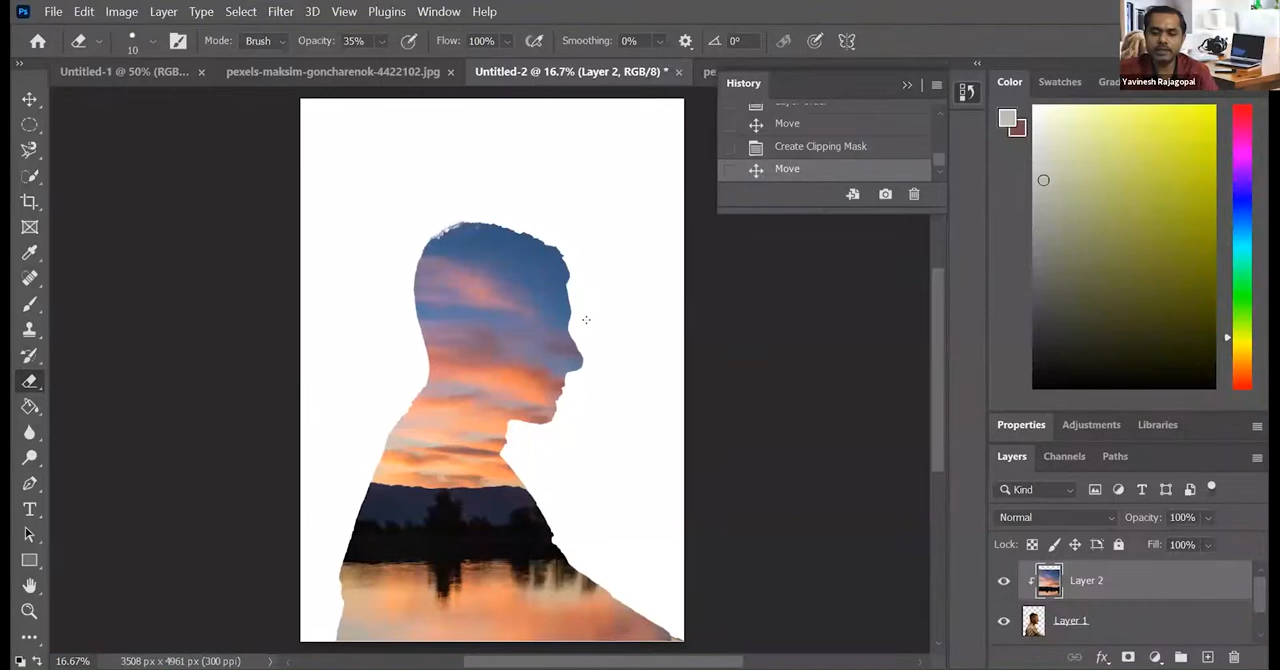 Ps File Edit Image Layer Type Select Filter 3D View Plugins Window Help
10 Mode: Brush Opacity: 35% Flow: 100% Smoothing: 0% 0°
Yavinesh Rajagopal
Untitled-1 @ 50% (RGB... × pexels-maksim-goncharenok-4422102.jpg × Untitled-2 @ 16.7% (Layer 2, RGB/8) * × pe
History
Move
Create Clipping Mask
Move
Color Swatches Grad
Properties Adjustments Libraries
Layers Channels Paths
Kind
Normal Opacity: 100%
Lock: Fill: 100%
Layer 2
Layer 1
16.67% 3508 px x 4961 px (300 ppi)
fx